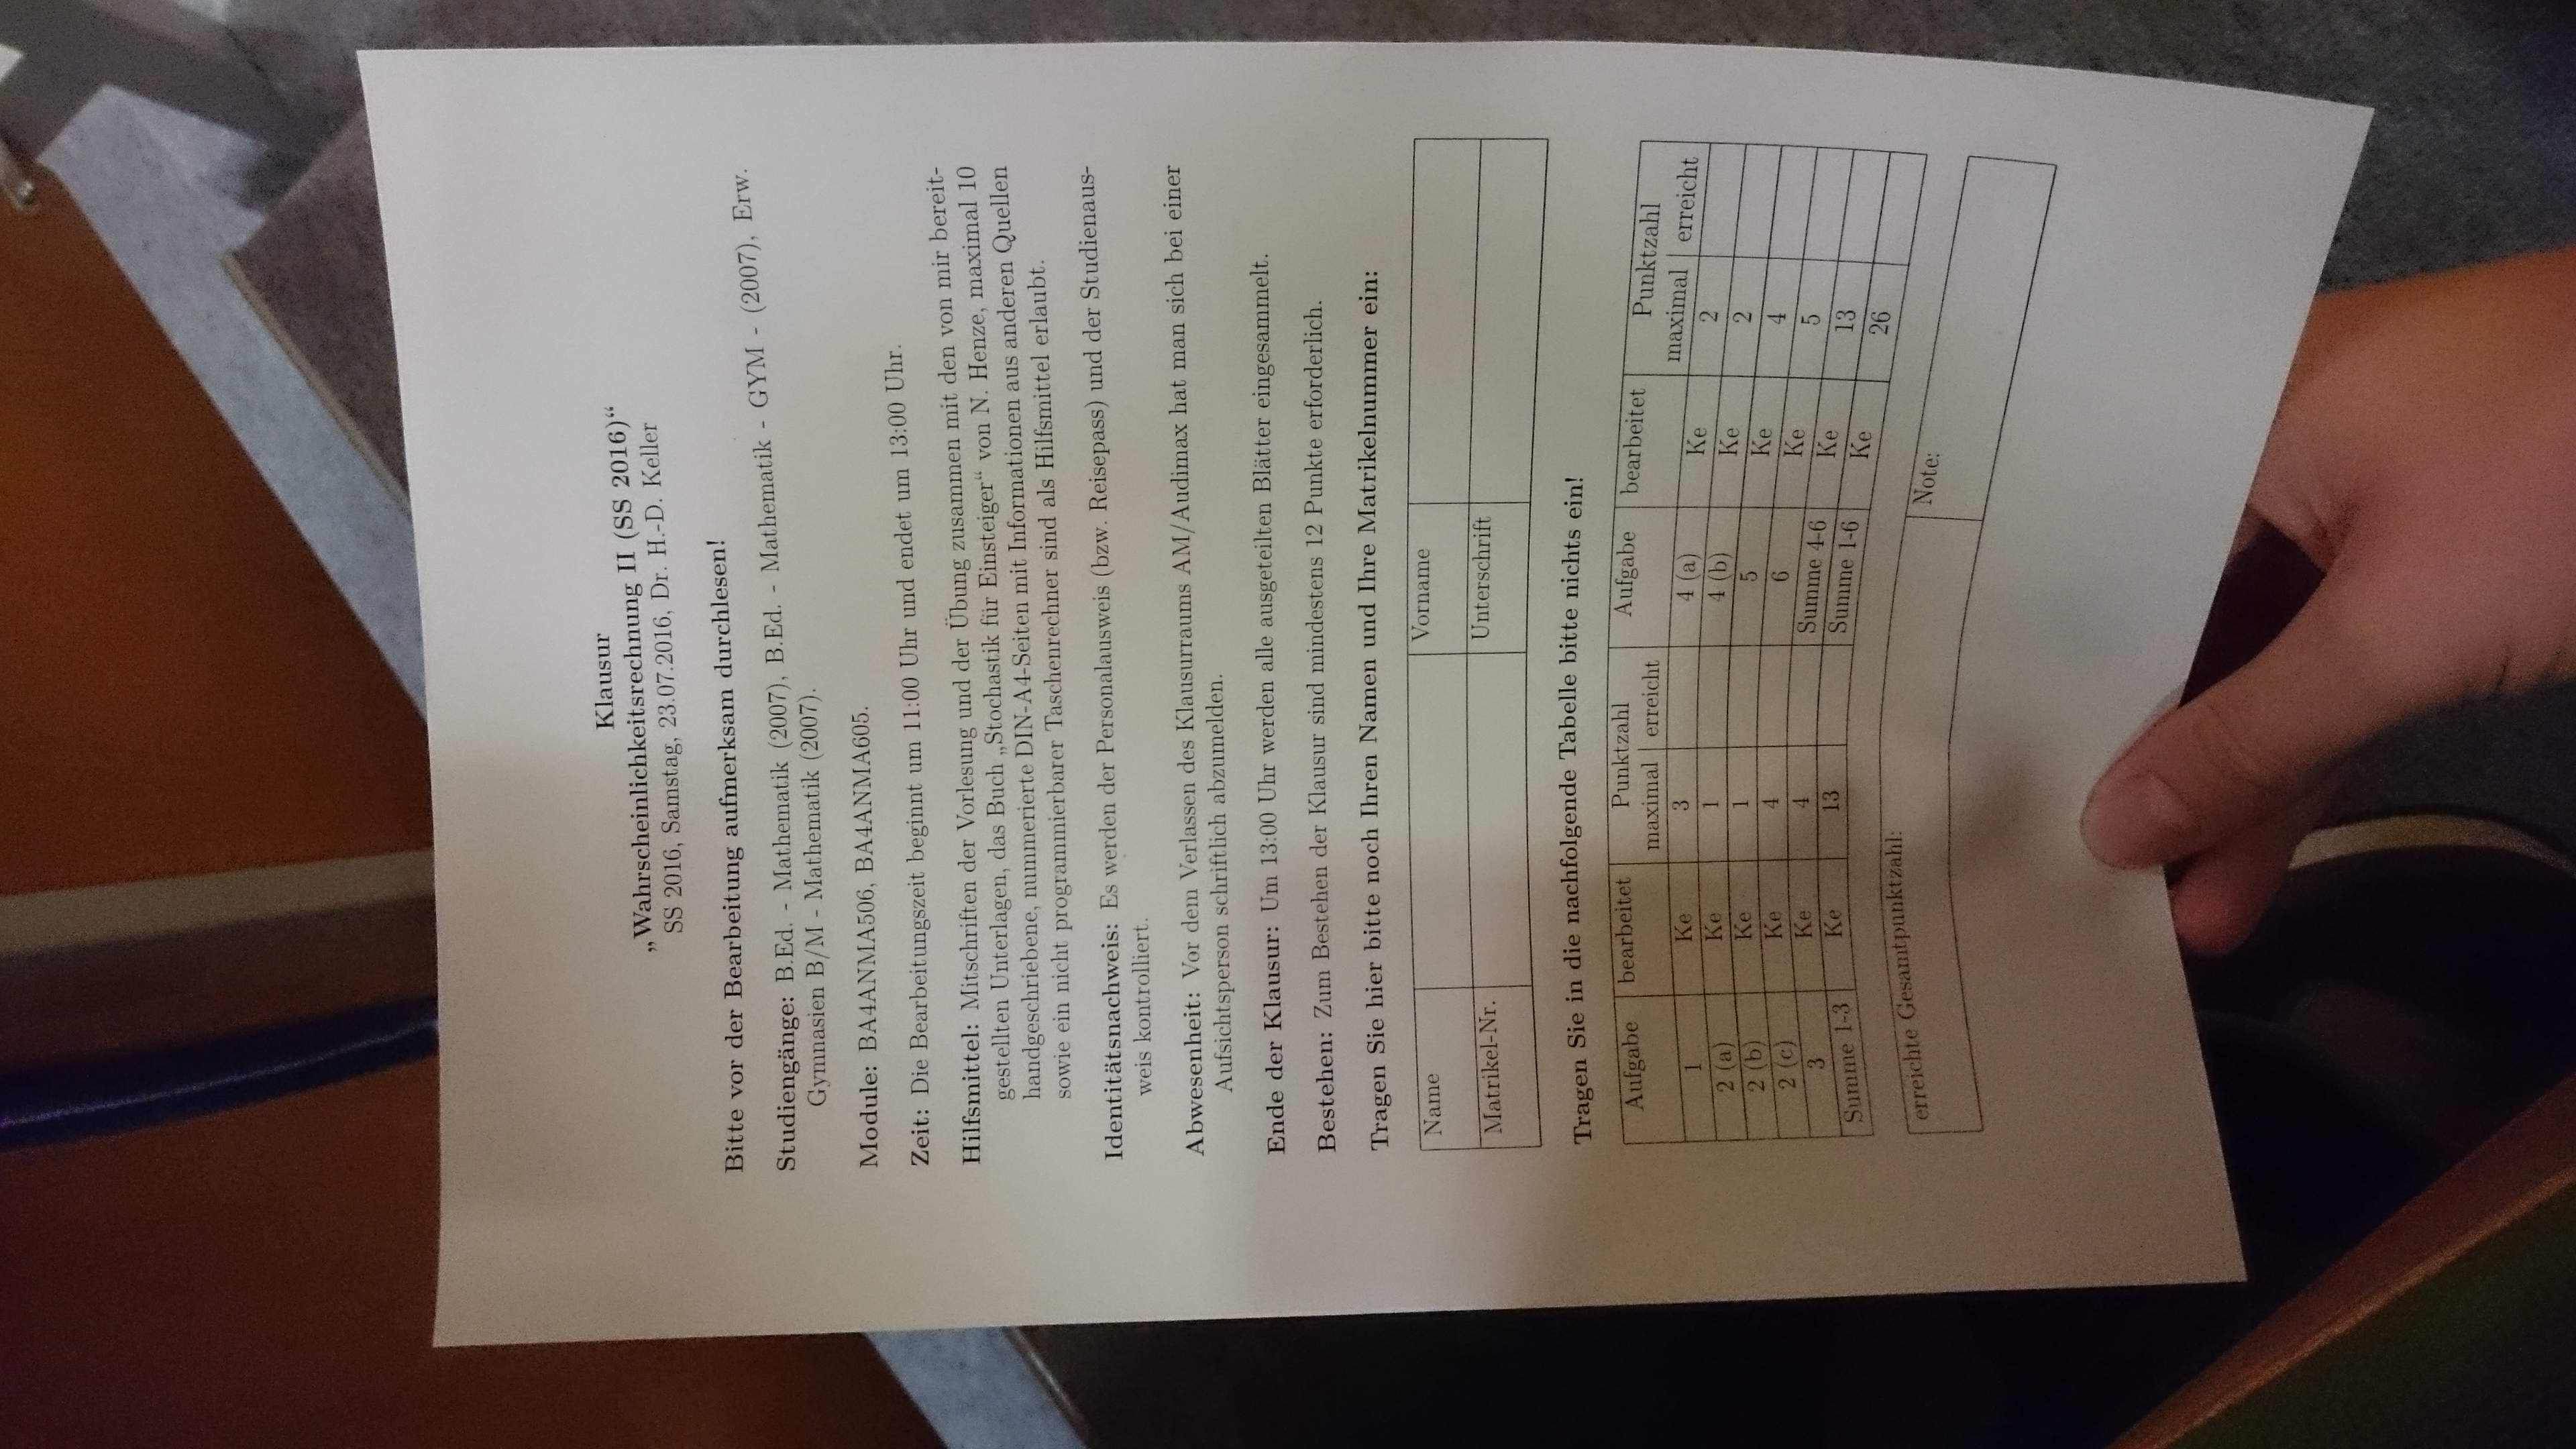 Klausur
„Wahrscheinlichkeitsrechnung II (SS 2016)“
SS 2016, Samstag, 23.07.2016, Dr. H.-D. Keller
Bitte vor der Bearbeitung aufmerksam durchlesen!
Studiengänge: B.Ed. - Mathematik (2007), B.Ed. - Mathematik - GYM - (2007), Erw.
Gymnasien B/M - Mathematik (2007).
Module: BA4ANMA506, BA4ANMA605.
Zeit: Die Bearbeitungszeit beginnt um 11:00 Uhr und endet um 13:00 Uhr.
Hilfsmittel: Mitschriften der Vorlesung und der Übung zusammen mit den von mir bereit-
gestellten Unterlagen, das Buch „Stochastik für Einsteiger“ von N. Henze, maximal 10
handgeschriebene, nummerierte DIN-A4-Seiten mit Informationen aus anderen Quellen
sowie ein nicht programmierbarer Taschenrechner sind als Hilfsmittel erlaubt.
Identitätsnachweis: Es werden der Personalausweis (bzw. Reisepass) und der Studienaus-
weis kontrolliert.
Abwesenheit: Vor dem Verlassen des Klausurraums AM/Audimax hat man sich bei einer
Aufsichtsperson schriftlich abzumelden.
Ende der Klausur: Um 13:00 Uhr werden alle ausgeteilten Blätter eingesammelt.
Bestehen: Zum Bestehen der Klausur sind mindestens 12 Punkte erforderlich.
Tragen Sie hier bitte noch Ihren Namen und Ihre Matrikelnummer ein:
Name Vorname
Matrikel-Nr. Unterschrift
Tragen Sie in die nachfolgende Tabelle bitte nichts ein!
Aufgabe bearbeitet Punktzahl Aufgabe bearbeitet Punktzahl
maximal erreicht maximal erreicht
1 Ke 3 4 (a) Ke 2
2 (a) Ke 1 4 (b) Ke 2
2 (b) Ke 1 5 Ke 4
2 (c) Ke 4 6 Ke 5
3 Ke 4 Summe 4-6 Ke 13
Summe 1-3 Ke 13 Summe 1-6 Ke 26
erreichte Gesamtpunktzahl: Note: